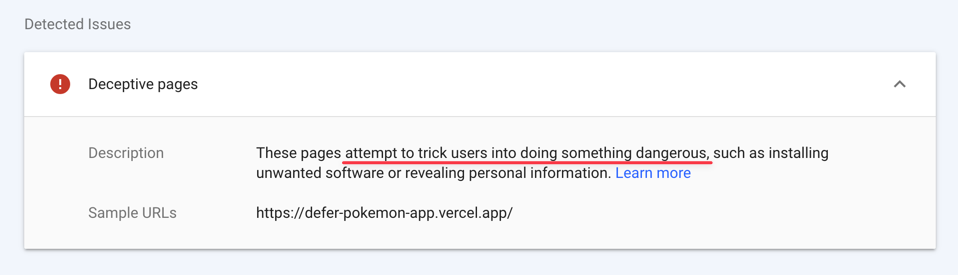 Detected Issues
Deceptive pages
Description These pages attempt to trick users into doing something dangerous, such as installing
unwanted software or revealing personal information. Learn more
Sample URLs https://defer-pokemon-app.vercel.app/